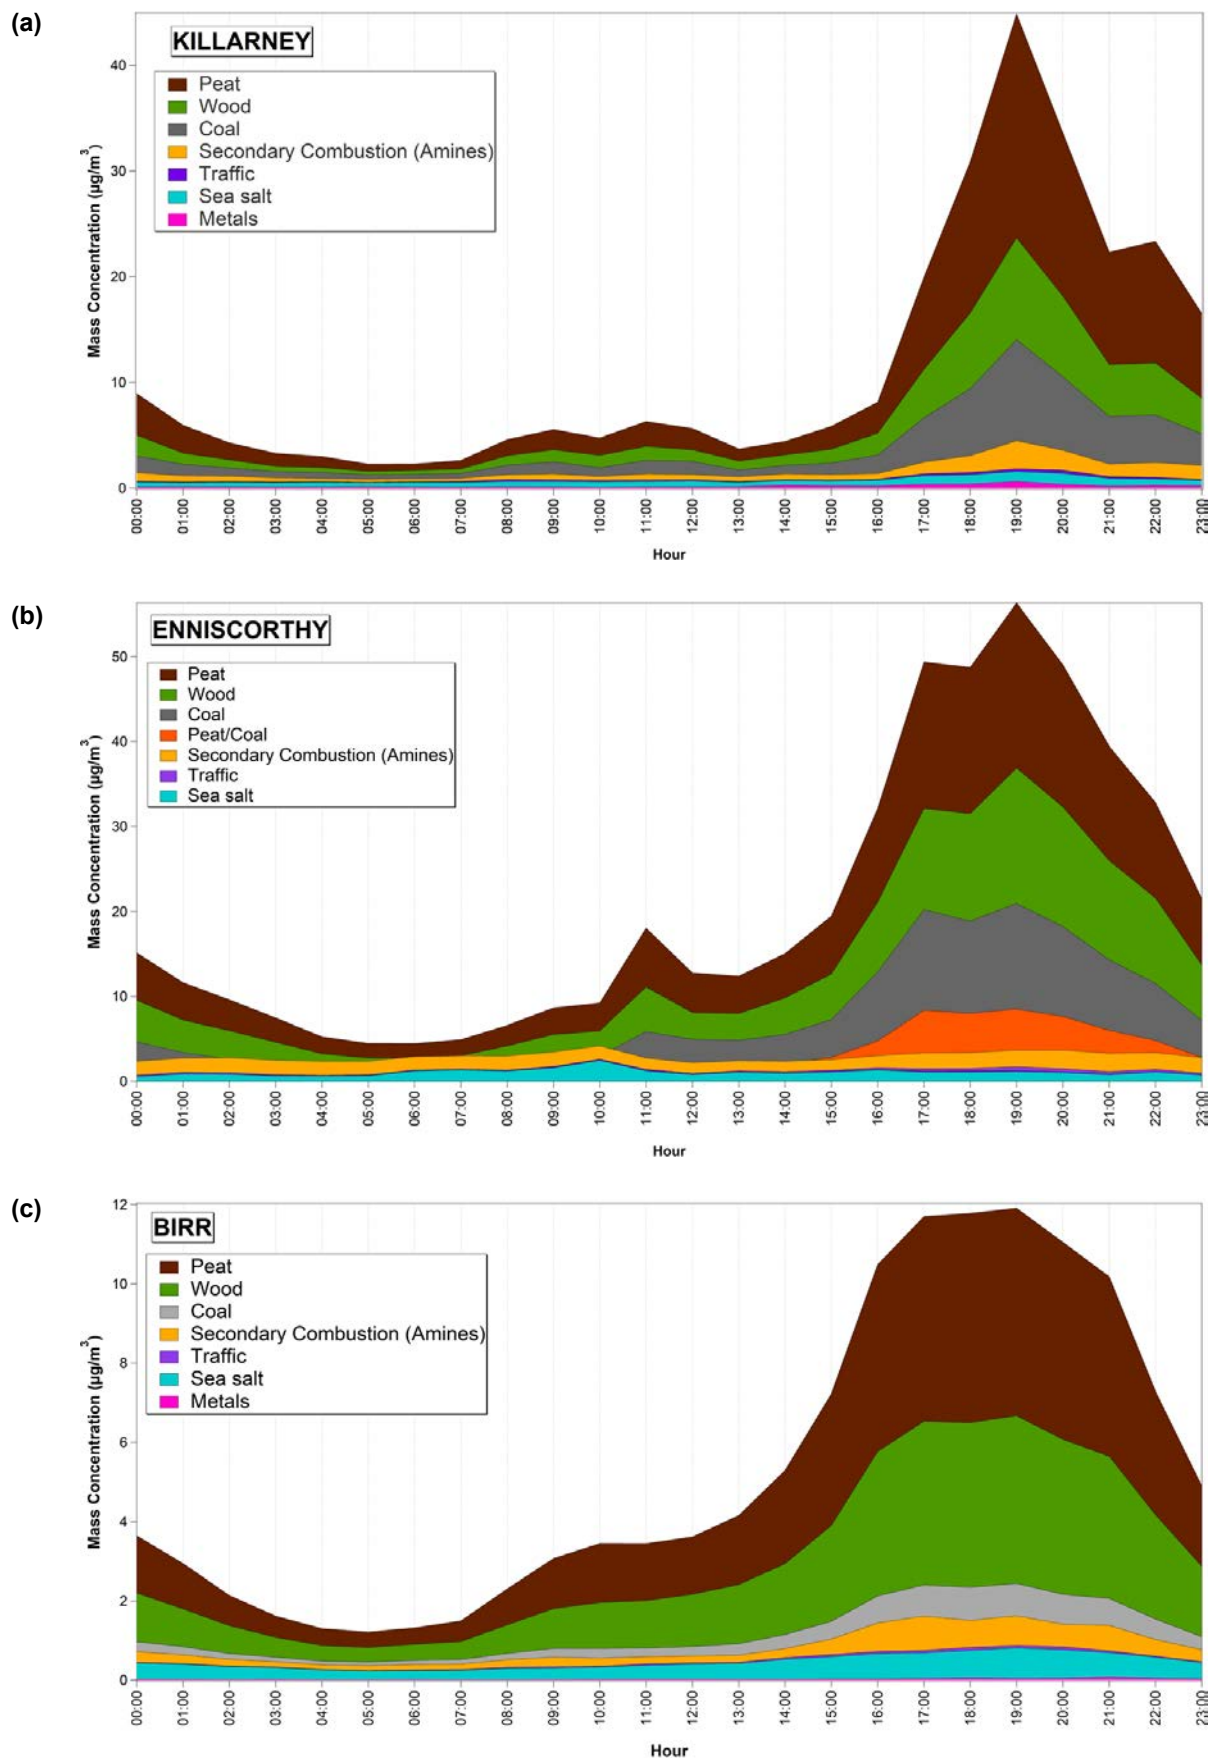 (a)
KILLARNEY
Peat
Wood
Coal
Secondary Combustion (Amines)
Traffic
Sea salt
Metals
Mass Concentration (µg/m³)
40
30
20
10
0
00:00 01:00 02:00 03:00 04:00 05:00 06:00 07:00 08:00 09:00 10:00 11:00 12:00 13:00 14:00 15:00 16:00 17:00 18:00 19:00 20:00 21:00 22:00 23:00
Hour
(b)
ENNISCORTHY
Peat
Wood
Coal
Peat/Coal
Secondary Combustion (Amines)
Traffic
Sea salt
Mass Concentration (µg/m³)
50
40
30
20
10
0
00:00 01:00 02:00 03:00 04:00 05:00 06:00 07:00 08:00 09:00 10:00 11:00 12:00 13:00 14:00 15:00 16:00 17:00 18:00 19:00 20:00 21:00 22:00 23:00
Hour
(c)
BIRR
Peat
Wood
Coal
Secondary Combustion (Amines)
Traffic
Sea salt
Metals
Mass Concentration (µg/m³)
12
10
8
6
4
2
0
00:00 01:00 02:00 03:00 04:00 05:00 06:00 07:00 08:00 09:00 10:00 11:00 12:00 13:00 14:00 15:00 16:00 17:00 18:00 19:00 20:00 21:00 22:00 23:00
Hour